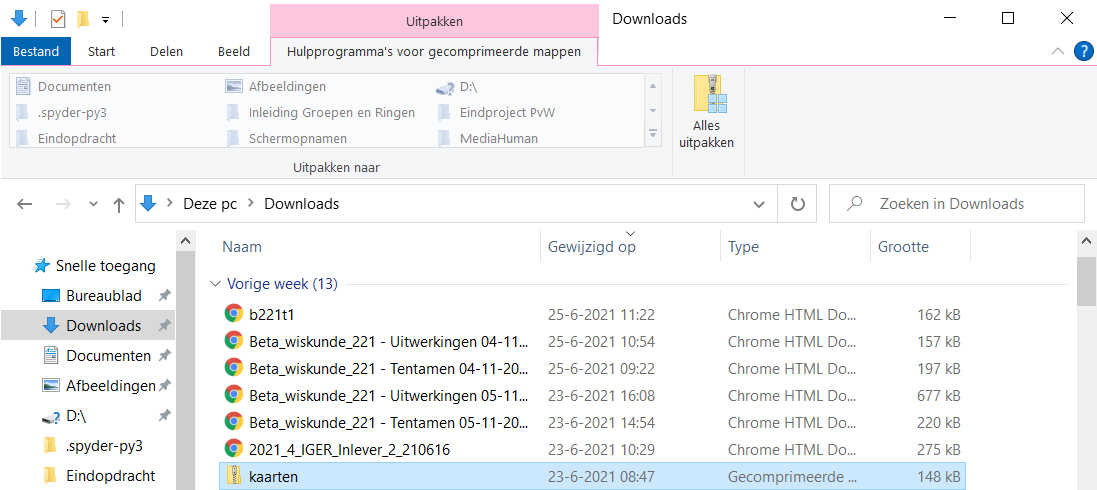 Uitpakken
Downloads
Bestand Start Delen Beeld Hulpprogramma's voor gecomprimeerde mappen
Documenten Afbeeldingen D:\
.spyder-py3 Inleiding Groepen en Ringen Eindproject PvW
Eindopdracht Schermopnamen MediaHuman
Uitpakken naar
Alles
uitpakken
Deze pc Downloads
Zoeken in Downloads
Snelle toegang
Bureaublad
Downloads
Documenten
Afbeeldingen
D:\
.spyder-py3
Eindopdracht
Naam Gewijzigd op Type Grootte
Vorige week (13)
b221t1 25-6-2021 11:22 Chrome HTML Do... 162 kB
Beta_wiskunde_221 - Uitwerkingen 04-11... 25-6-2021 10:54 Chrome HTML Do... 157 kB
Beta_wiskunde_221 - Tentamen 04-11-20... 25-6-2021 09:22 Chrome HTML Do... 197 kB
Beta_wiskunde_221 - Uitwerkingen 05-11... 23-6-2021 16:08 Chrome HTML Do... 677 kB
Beta_wiskunde_221 - Tentamen 05-11-20... 23-6-2021 14:54 Chrome HTML Do... 220 kB
2021_4_IGER_Inlever_2_210616 23-6-2021 10:29 Chrome HTML Do... 275 kB
kaarten 23-6-2021 08:47 Gecomprimeerde ... 148 kB